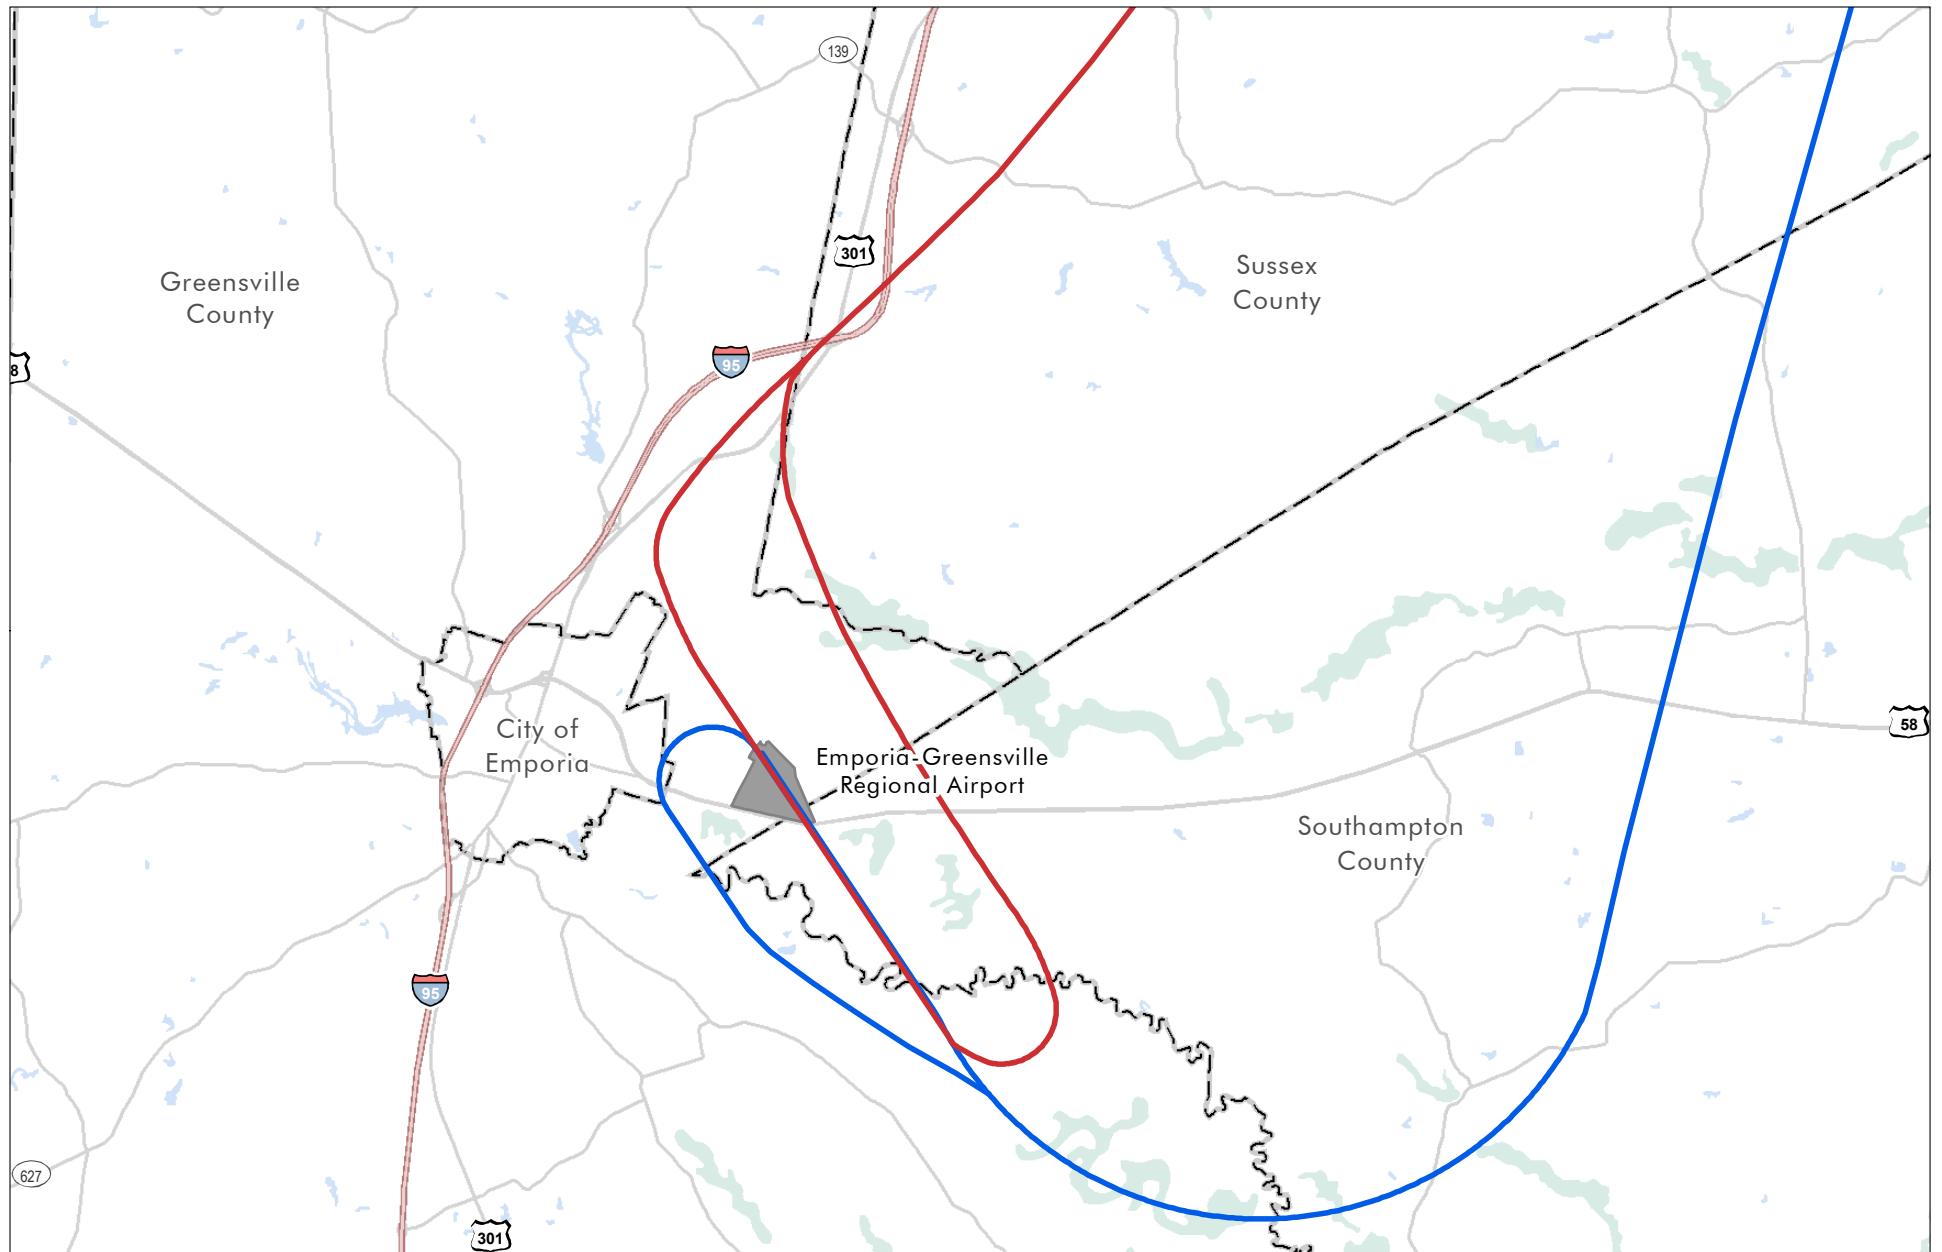 139
301
Sussex
County
Greensville
County
95
8
City of
Emporia
58
Emporia-Greensville
Regional Airport
Southampton
County
95
627
301